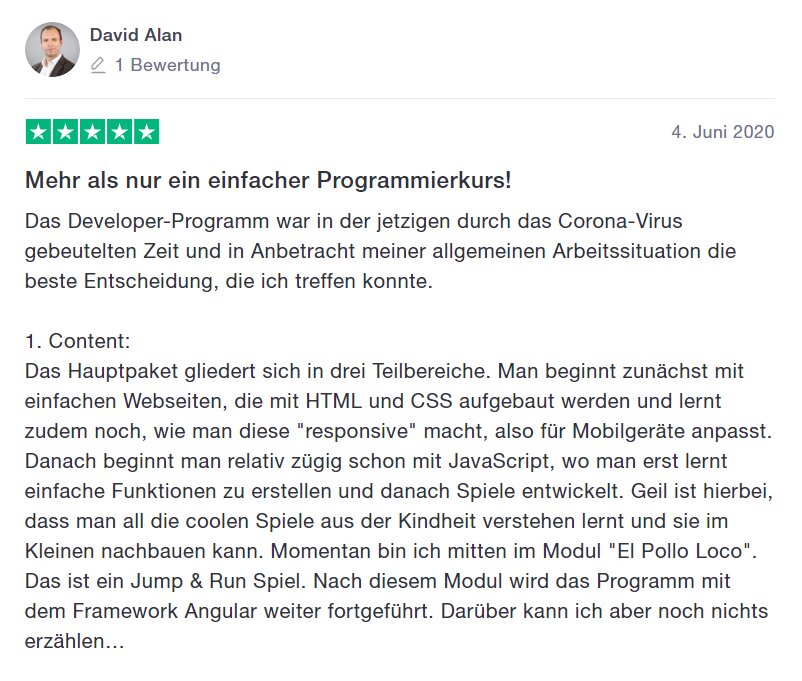 David Alan
1 Bewertung
4. Juni 2020
Mehr als nur ein einfacher Programmierkurs!
Das Developer-Programm war in der jetzigen durch das Corona-Virus
gebeutelten Zeit und in Anbetracht meiner allgemeinen Arbeitssituation die
beste Entscheidung, die ich treffen konnte.
1. Content:
Das Hauptpaket gliedert sich in drei Teilbereiche. Man beginnt zunächst mit
einfachen Webseiten, die mit HTML und CSS aufgebaut werden und lernt
zudem noch, wie man diese "responsive" macht, also für Mobilgeräte anpasst.
Danach beginnt man relativ zügig schon mit JavaScript, wo man erst lernt
einfache Funktionen zu erstellen und danach Spiele entwickelt. Geil ist hierbei,
dass man all die coolen Spiele aus der Kindheit verstehen lernt und sie im
Kleinen nachbauen kann. Momentan bin ich mitten im Modul "El Pollo Loco".
Das ist ein Jump & Run Spiel. Nach diesem Modul wird das Programm mit
dem Framework Angular weiter fortgeführt. Darüber kann ich aber noch nichts
erzählen...